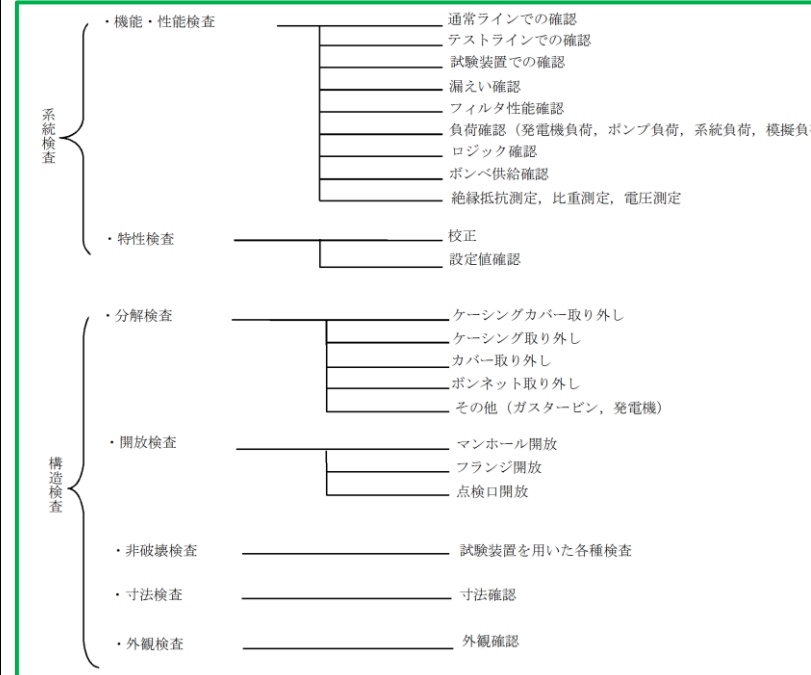 系統検査
・機能・性能検査
通常ラインでの確認
テストラインでの確認
試験装置での確認
漏えい確認
フィルタ性能確認
負荷確認（発電機負荷，ポンプ負荷，系統負荷，模擬負
ロジック確認
ボンベ供給確認
絶縁抵抗測定，比重測定，電圧測定
・特性検査
校正
設定値確認
構造検査
・分解検査
ケーシングカバー取り外し
ケーシング取り外し
カバー取り外し
ボンネット取り外し
その他（ガスタービン，発電機）
・開放検査
マンホール開放
フランジ開放
点検口開放
・非破壊検査
試験装置を用いた各種検査
・寸法検査
寸法確認
・外観検査
外観確認